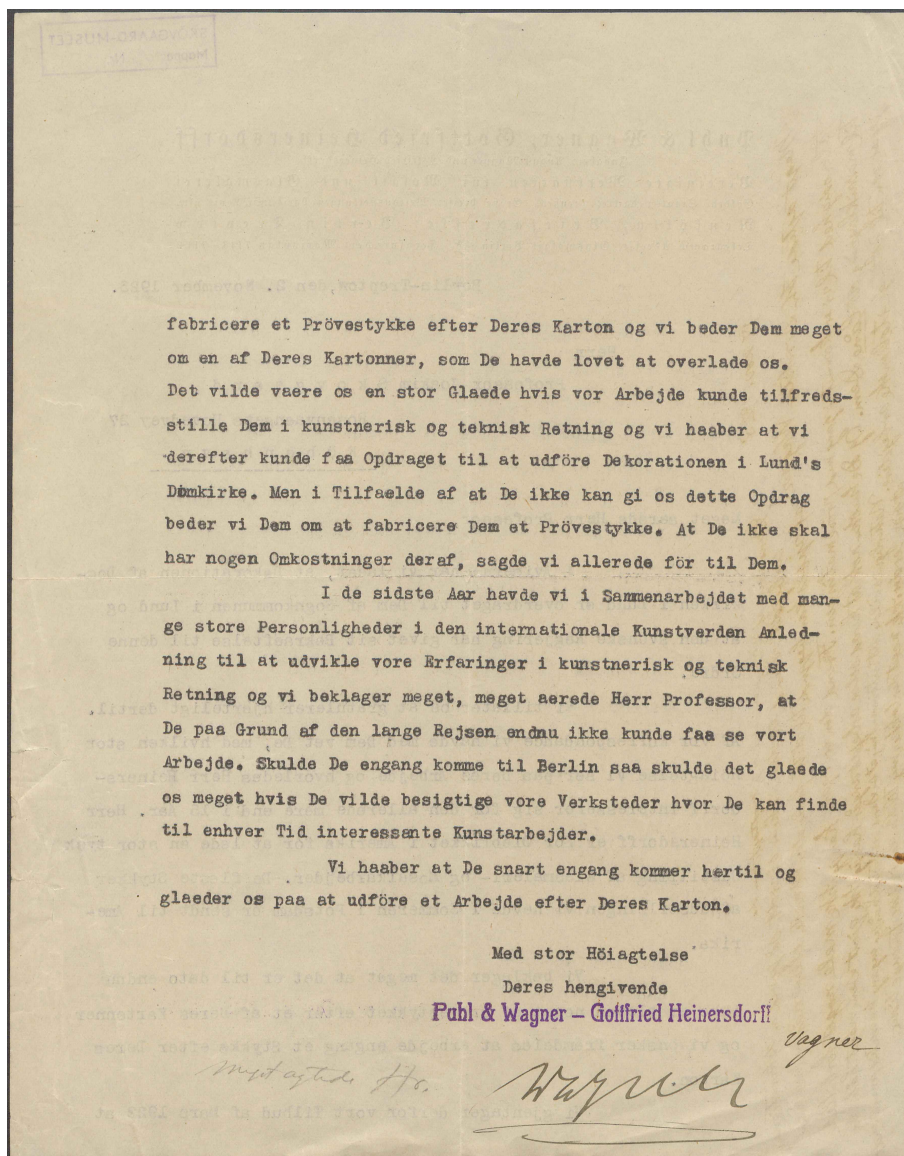 fabricere et Prövestykke efter Deres Karton og vi beder Dem meget
om en af Deres Kartonner, som De havde lovet at overlade os.
Det vilde vaere os en stor Glaede hvis vor Arbejde kunde tilfreds-
stille Dem i kunstnerisk og teknisk Retning og vi haaber at vi
derefter kunde faa Opdraget til at udföre Dekorationen i Lund's
Domkirke. Men i Tilfaelde af at De ikke kan gi os dette Opdrag
beder vi Dem om at fabricere Dem et Prövestykke. At De ikke skal
har nogen Omkostninger deraf, sagde vi allerede för til Dem.
I de sidste Aar havde vi i Sammenarbejdet med man-
ge store Personligheder i den internationale Kunstverden Anled-
ning til at udvikle vore Erfaringer i kunstnerisk og teknisk
Retning og vi beklager meget, meget aerede Herr Professor, at
De paa Grund af den lange Rejsen endnu ikke kunde faa se vort
Arbejde. Skulde De engang komme til Berlin saa skulde det glaede
os meget hvis De vilde besigtige vore Verksteder hvor De kan finde
til enhver Tid interessante Kunstarbejder.
Vi haaber at De snart engang kommer hertil og
glaeder os paa at udföre et Arbejde efter Deres Karton.
Med stor Höiagtelse
Deres hengivende
Puhl & Wagner — Gottfried Heinersdorff
Vagner
Meget agtede Hr.
Wagner